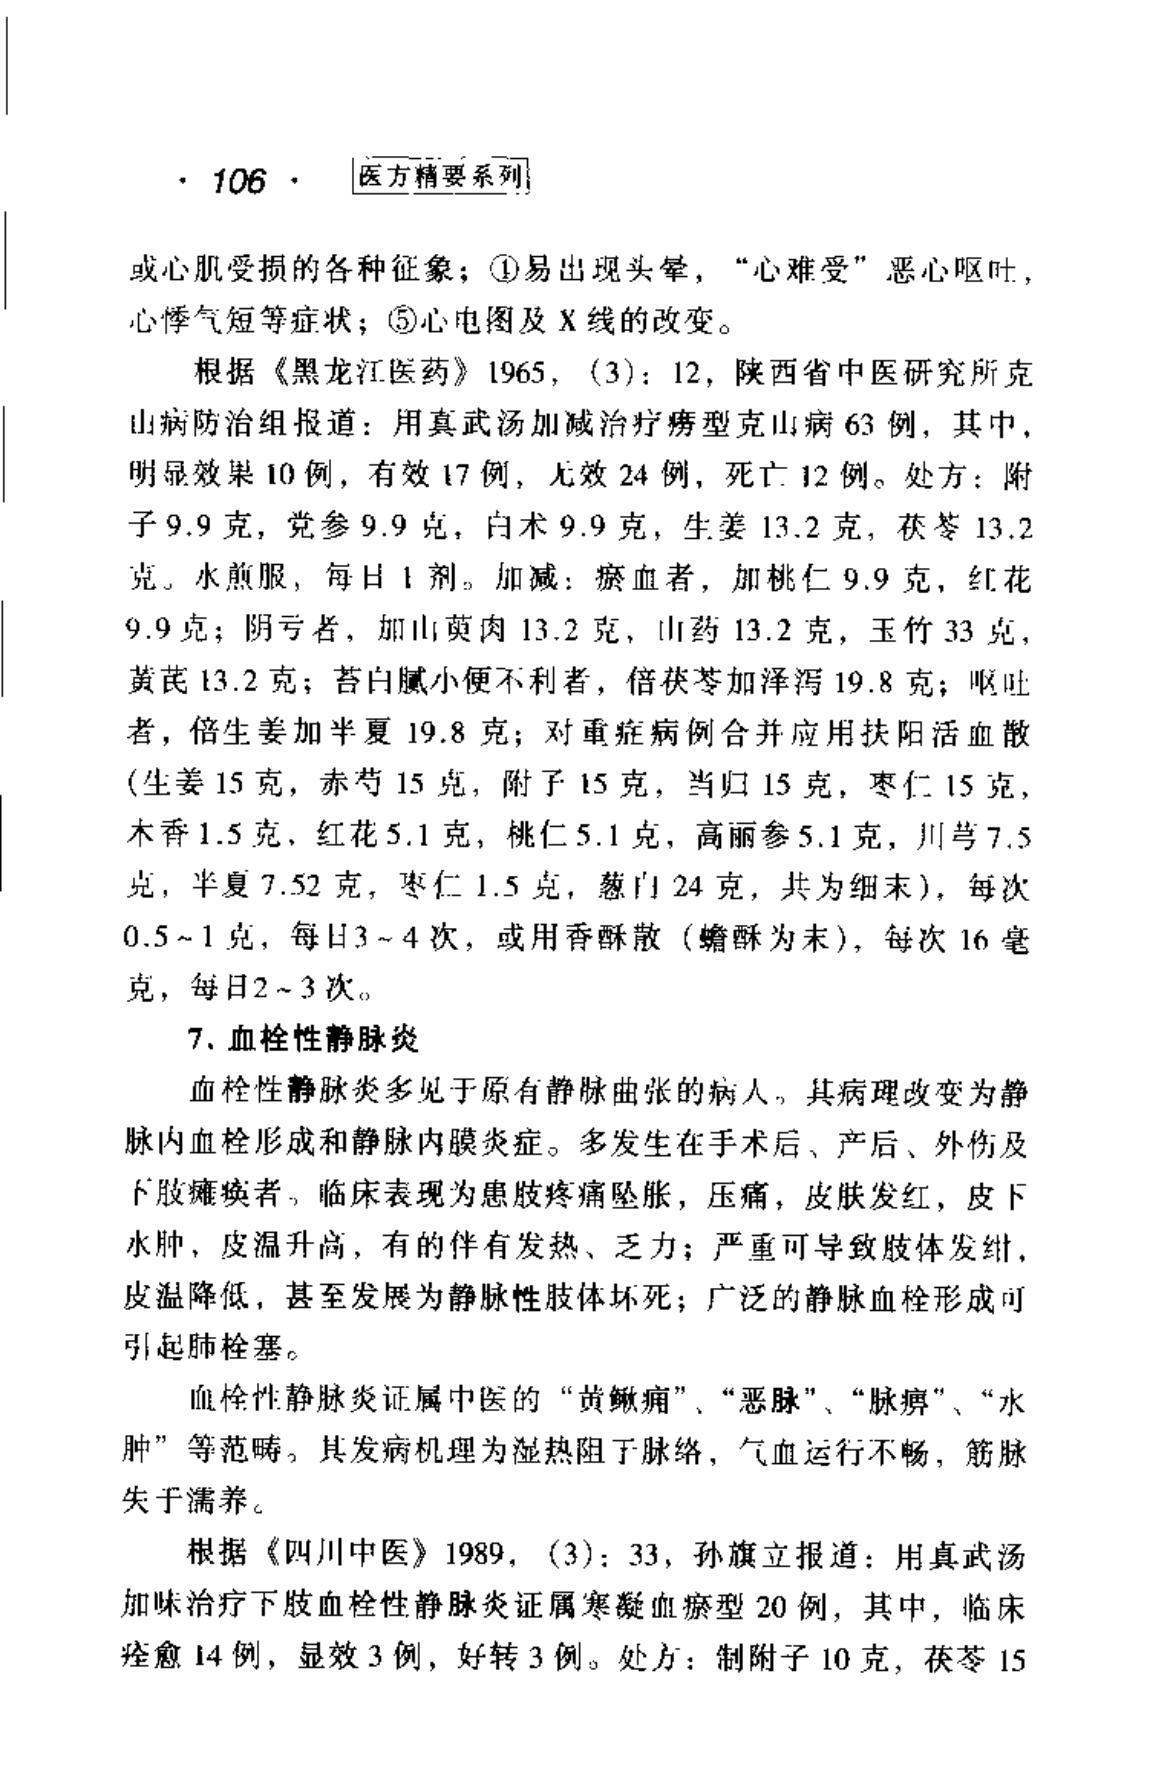 · 106 · 医方精要系列
或心肌受损的各种征象；①易出现头晕，“心难受”恶心呕吐，
心悸气短等症状；⑤心电图及 X 线的改变。
根据《黑龙江医药》1965，（3）：12，陕西省中医研究所克
山病防治组报道：用真武汤加减治疗痨型克山病 63 例，其中，
明显效果 10 例，有效 17 例，无效 24 例，死亡 12 例。处方：附
子 9.9 克，党参 9.9 克，白术 9.9 克，生姜 13.2 克，茯苓 13.2
克。水煎服，每日 1 剂。加减：瘀血者，加桃仁 9.9 克，红花
9.9 克；阴亏者，加山萸肉 13.2 克，山药 13.2 克，玉竹 33 克，
黄芪 13.2 克；苔白腻小便不利者，倍茯苓加泽泻 19.8 克；呕吐
者，倍生姜加半夏 19.8 克；对重症病例合并应用扶阳活血散
（生姜 15 克，赤芍 15 克，附子 15 克，当归 15 克，枣仁 15 克，
木香 1.5 克，红花 5.1 克，桃仁 5.1 克，高丽参 5.1 克，川芎 7.5
克，半夏 7.52 克，枣仁 1.5 克，葱白 24 克，共为细末），每次
0.5～1 克，每日3～4 次，或用香酥散（蟾酥为末），每次 16 毫
克，每日2～3 次。
7. 血栓性静脉炎
血栓性静脉炎多见于原有静脉曲张的病人。其病理改变为静
脉内血栓形成和静脉内膜炎症。多发生在手术后、产后、外伤及
下肢瘫痪者。临床表现为患肢疼痛坠胀，压痛，皮肤发红，皮下
水肿，皮温升高，有的伴有发热、乏力；严重可导致肢体发绀，
皮温降低，甚至发展为静脉性肢体坏死；广泛的静脉血栓形成可
引起肺栓塞。
血栓性静脉炎证属中医的“黄鳅痈”、“恶脉”、“脉痹”、“水
肿”等范畴。其发病机理为湿热阻于脉络，气血运行不畅，筋脉
失于濡养。
根据《四川中医》1989，（3）：33，孙旗立报道：用真武汤
加味治疗下肢血栓性静脉炎证属寒凝血瘀型 20 例，其中，临床
痊愈 14 例，显效 3 例，好转 3 例。处方：制附子 10 克，茯苓 15